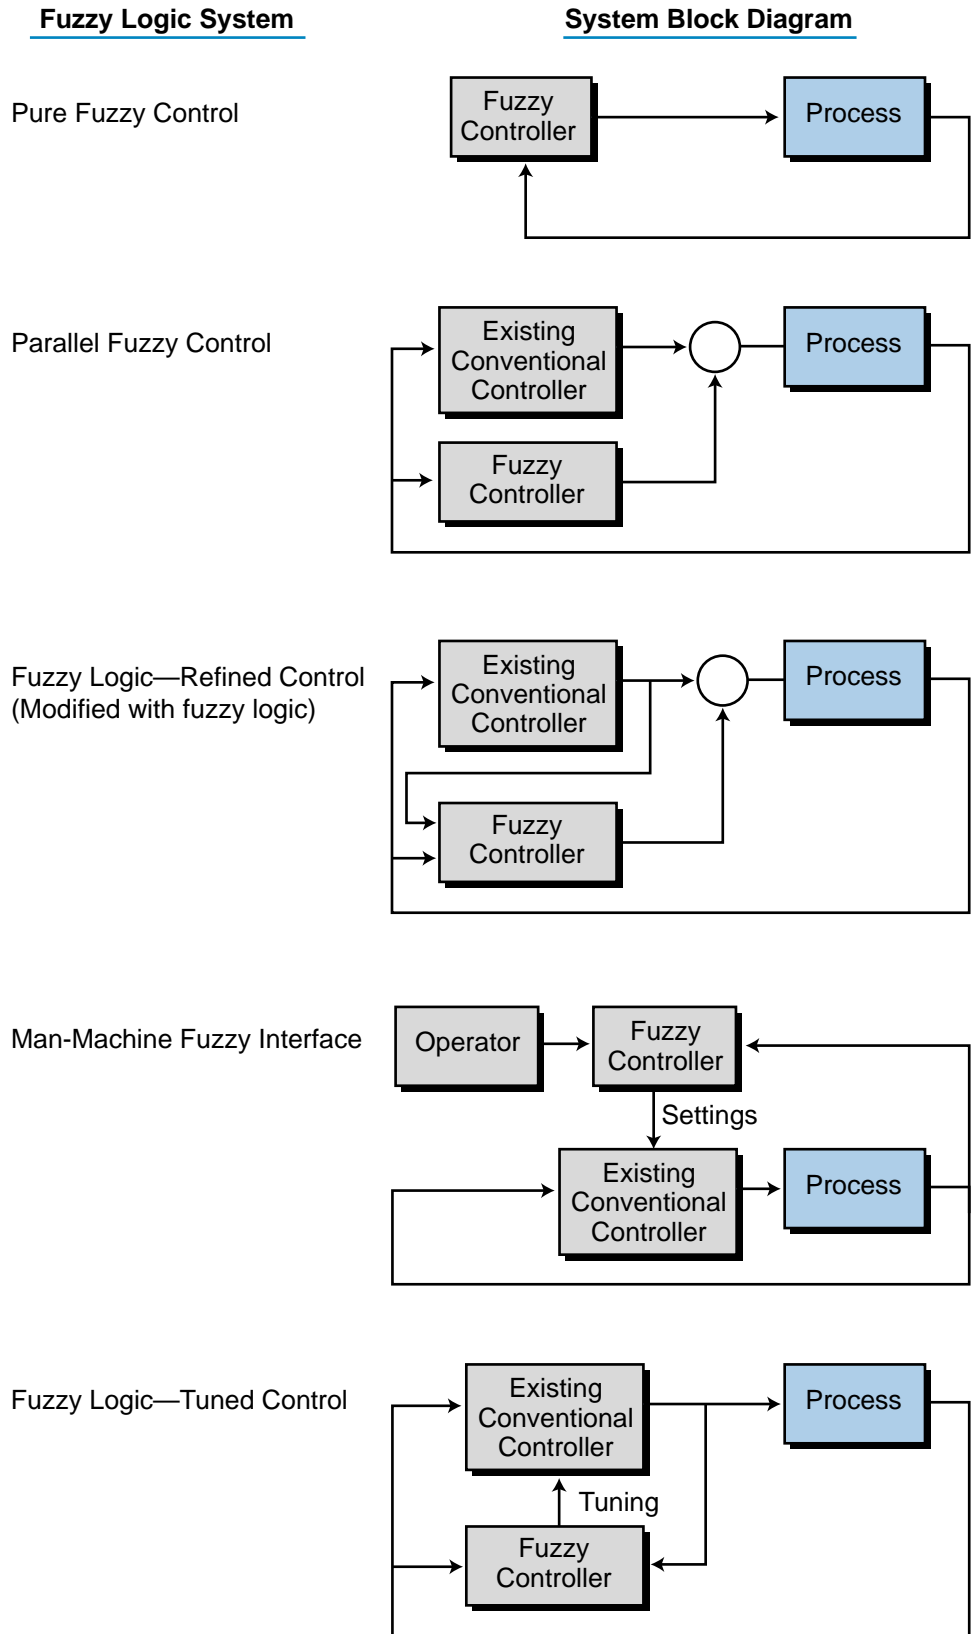 Fuzzy Logic System
System Block Diagram
Pure Fuzzy Control
Fuzzy
Controller
Process
Parallel Fuzzy Control
Existing
Conventional
Controller
Process
Fuzzy
Controller
Fuzzy Logic—Refined Control
(Modified with fuzzy logic)
Existing
Conventional
Controller
Process
Fuzzy
Controller
Man-Machine Fuzzy Interface
Operator
Fuzzy
Controller
Settings
Existing
Conventional
Controller
Process
Fuzzy Logic—Tuned Control
Existing
Conventional
Controller
Process
Tuning
Fuzzy
Controller